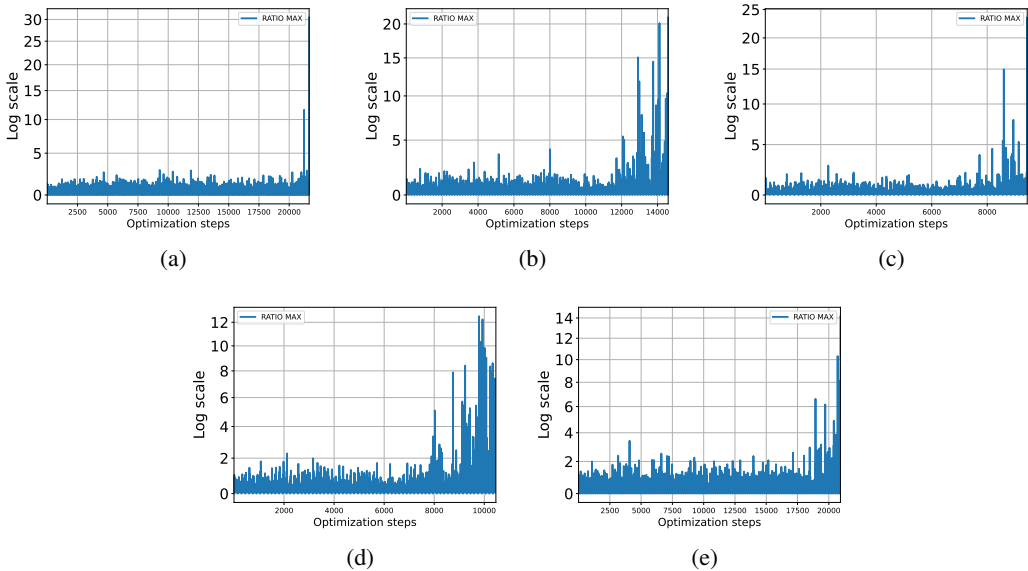 30
25
20
15
10
5
0
Log scale
RATIO MAX
2500 5000 7500 10000 12500 15000 17500 20000
Optimization steps
(a)
20
15
10
5
0
Log scale
RATIO MAX
2000 4000 6000 8000 10000 12000 14000
Optimization steps
(b)
25
20
15
10
5
0
Log scale
RATIO MAX
2000 4000 6000 8000
Optimization steps
(c)
12
10
8
6
4
2
0
Log scale
RATIO MAX
2000 4000 6000 8000 10000
Optimization steps
(d)
14
12
10
8
6
4
2
0
Log scale
RATIO MAX
2500 5000 7500 10000 12500 15000 17500 20000
Optimization steps
(e)